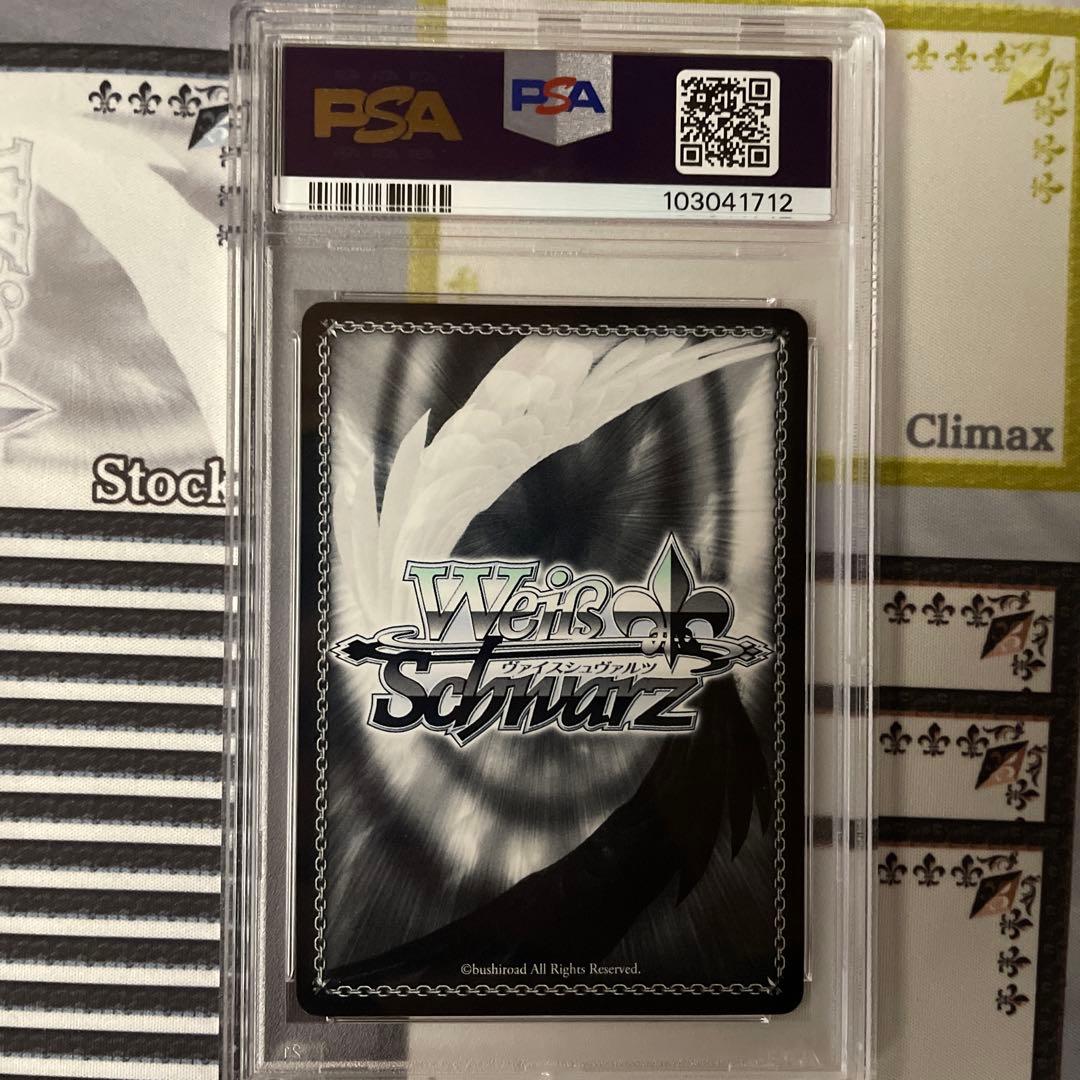 PSA
PSA
103041712
Stock
Climax
Weiß
ヴァイスシュヴァルツ
Schwarz
©bushiroad All Rights Reserved.